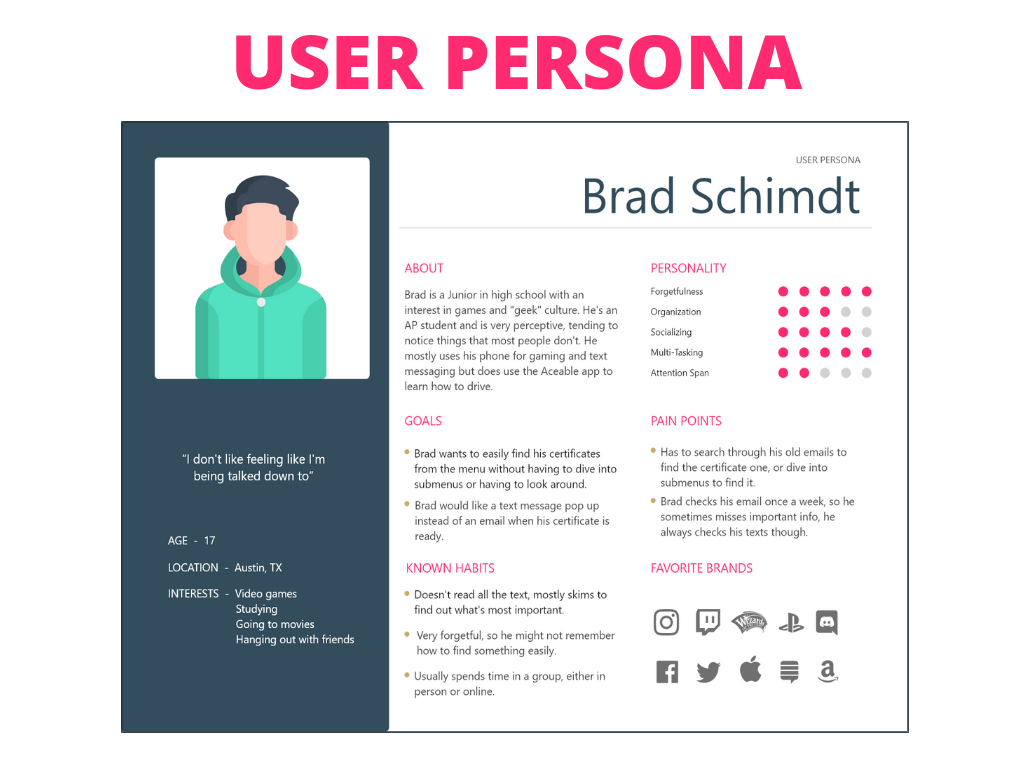 USER PERSONA
"I don't like feeling like I'm
being talked down to"
AGE - 17
LOCATION - Austin, TX
INTERESTS - Video games
Studying
Going to movies
Hanging out with friends
USER PERSONA
Brad Schimdt
ABOUT
Brad is a Junior in high school with an
interest in games and "geek" culture. He's an
AP student and is very perceptive, tending to
notice things that most people don't. He
mostly uses his phone for gaming and text
messaging but does use the Aceable app to
learn how to drive.
PERSONALITY
Forgetfulness
Organization
Socializing
Multi-Tasking
Attention Span
GOALS
Brad wants to easily find his certificates
from the menu without having to dive into
submenus or having to look around.
Brad would like a text message pop up
instead of an email when his certificate is
ready.
PAIN POINTS
Has to search through his old emails to
find the certificate one, or dive into
submenus to find it.
Brad checks his email once a week, so he
sometimes misses important info, he
always checks his texts though.
KNOWN HABITS
Doesn't read all the text, mostly skims to
find out what's most important.
Very forgetful, so he might not remember
how to find something easily.
Usually spends time in a group, either in
person or online.
FAVORITE BRANDS
Wizards